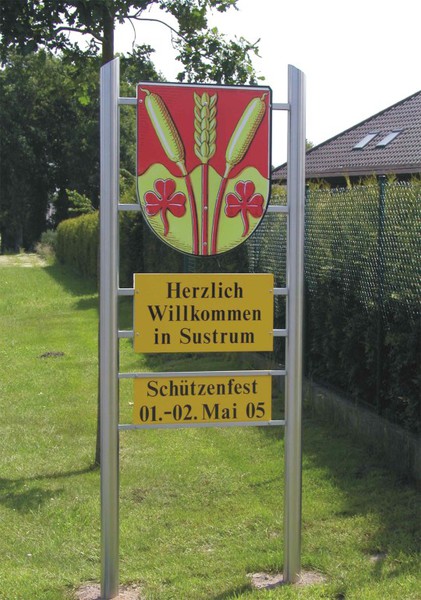 Herzlich
Willkommen
in Sustrum
Schützenfest
01.-02. Mai 05